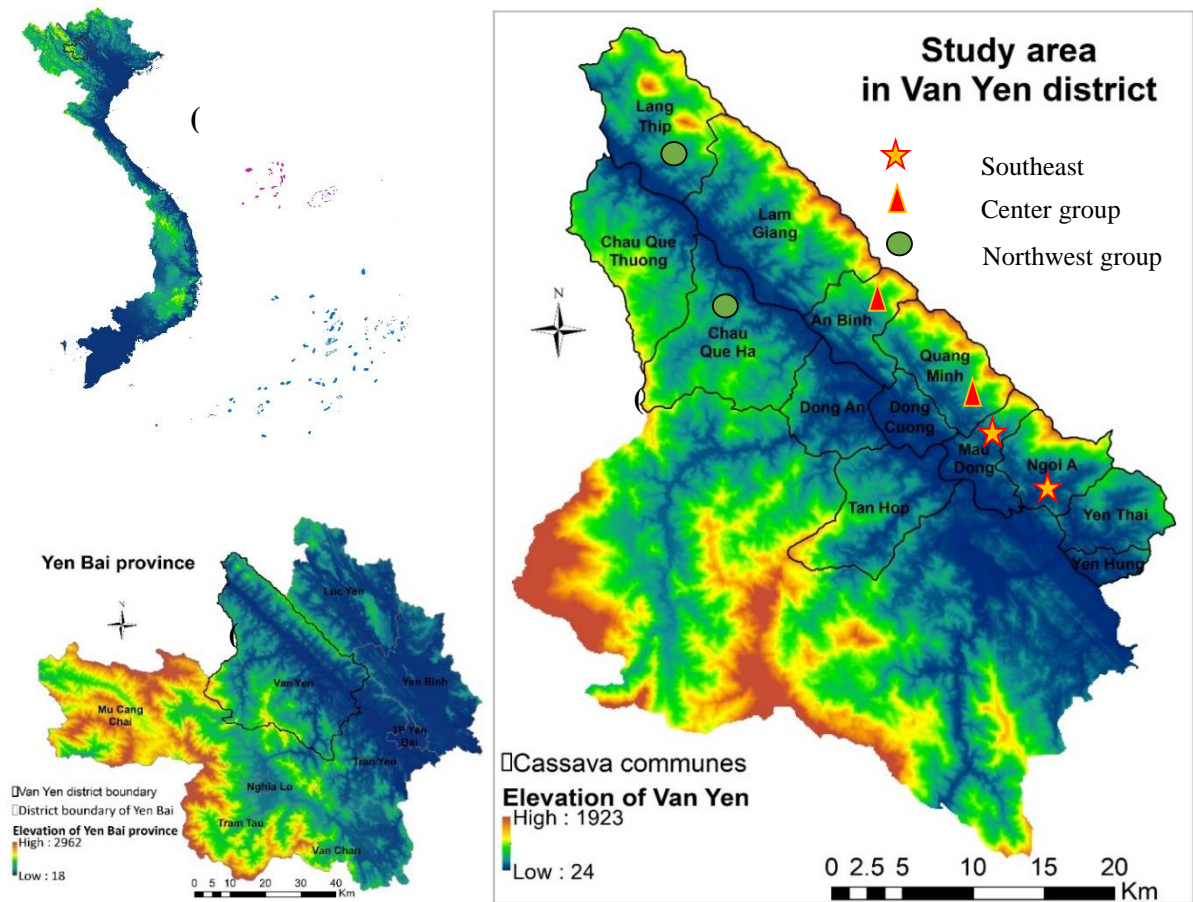 (
Study area
in Van Yen district
Southeast
Center group
Northwest group
N
Lang
Thip
Lam
Giang
Chau Que
Thuong
An Binh
Chau
Que Ha
Quang
Minh
Dong An
Dong
Cuong
Mau
Dong
Ngoi A
Tan Hop
Yen Thai
Yen Hung
(
Cassava communes
Elevation of Van Yen
High : 1923
Low : 24
0 2.5 5 10 15 20
Km
Yen Bai province
N
(
Luc Yen
Van Yen
Yen Binh
Mu Cang
Chai
TP Yen
Bai
Tran Yen
Nghia Lo
Tram Tau
Van Chan
Van Yen district boundary
District boundary of Yen Bai
Elevation of Yen Bai province
High : 2962
Low : 18
0 5 10 20 30 40
Km